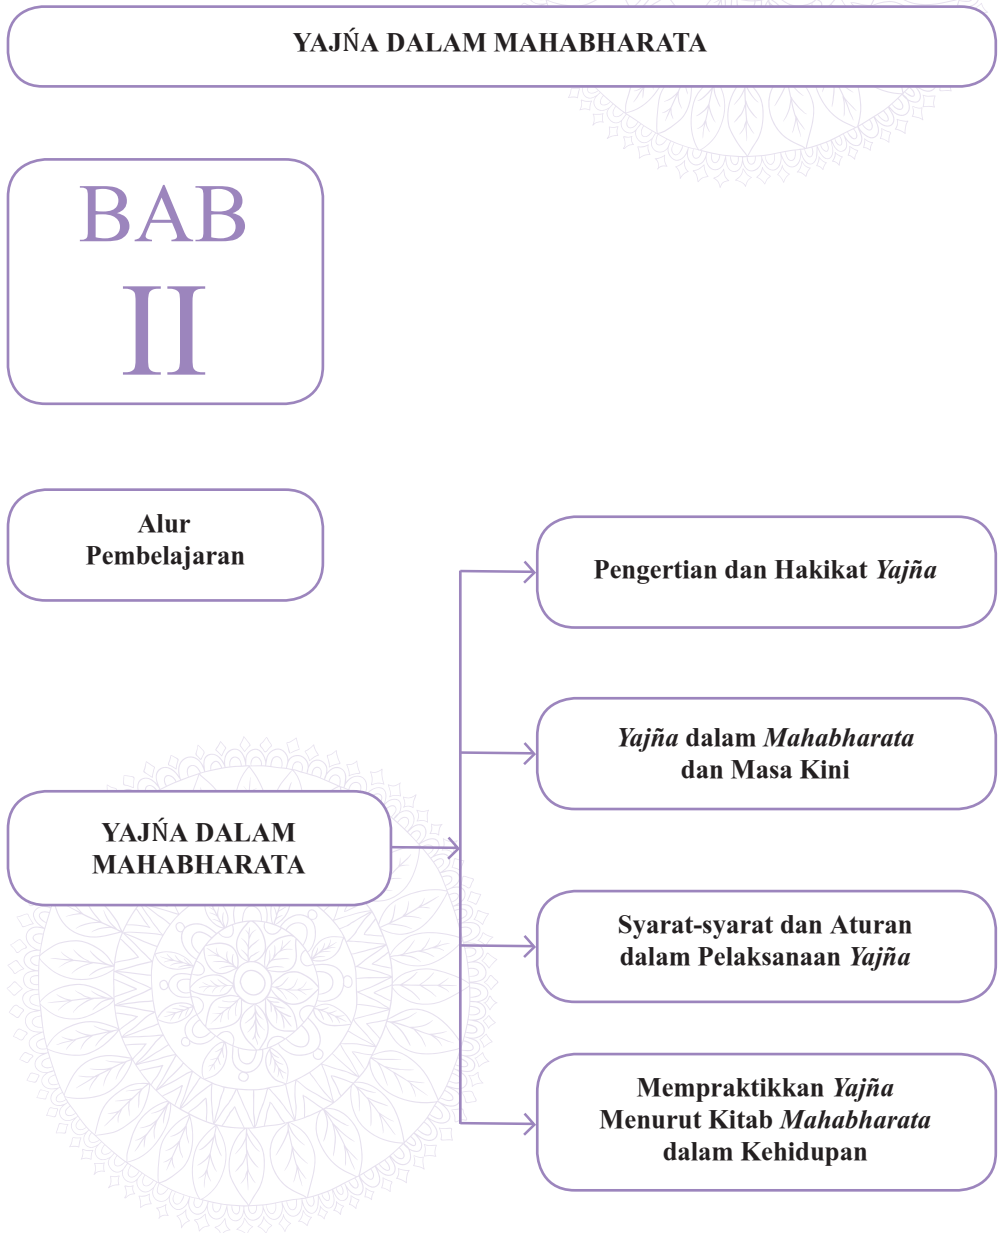 YAJŃA DALAM MAHABHARATA
BAB
II
Alur
Pembelajaran
YAJŃA DALAM
MAHABHARATA
Pengertian dan Hakikat Yajña
Yajña dalam Mahabharata
dan Masa Kini
Syarat-syarat dan Aturan
dalam Pelaksanaan Yajña
Mempraktikkan Yajña
Menurut Kitab Mahabharata
dalam Kehidupan